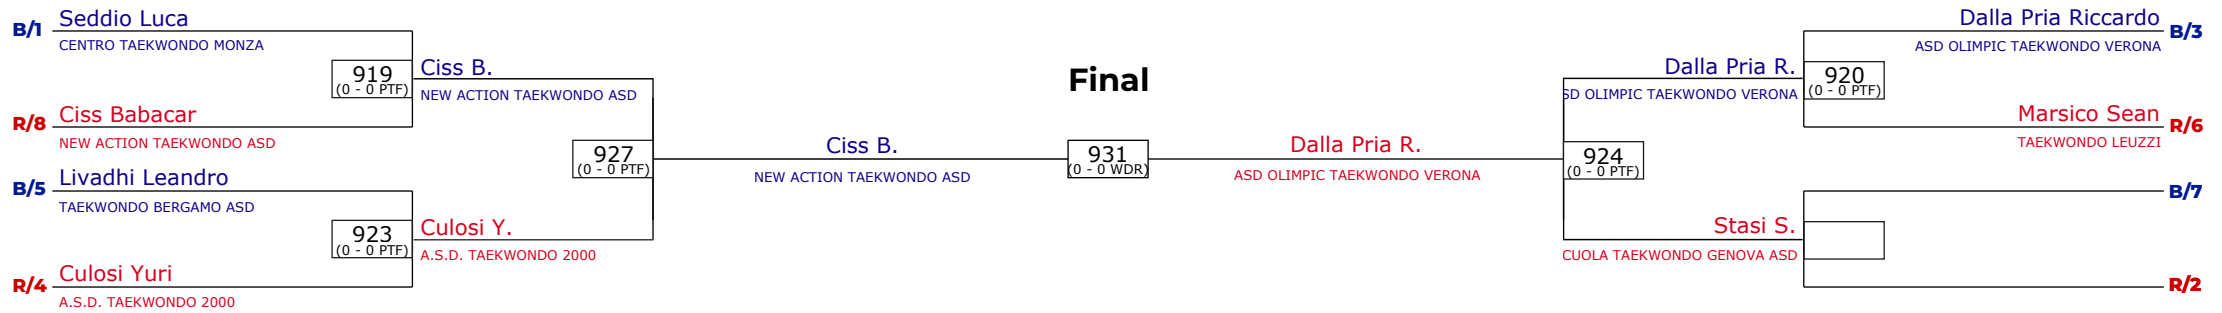 B/1
Seddio Luca
CENTRO TAEKWONDO MONZA
919
(0 - 0 PTF)
R/8
Ciss Babacar
NEW ACTION TAEKWONDO ASD
Ciss B.
NEW ACTION TAEKWONDO ASD
B/5
Livadhi Leandro
TAEKWONDO BERGAMO ASD
923
(0 - 0 PTF)
R/4
Culosi Yuri
A.S.D. TAEKWONDO 2000
Culosi Y.
A.S.D. TAEKWONDO 2000
927
(0 - 0 PTF)
Final
Ciss B.
NEW ACTION TAEKWONDO ASD
931
(0 - 0 WDR)
Dalla Pria R.
ASD OLIMPIC TAEKWONDO VERONA
924
(0 - 0 PTF)
Dalla Pria R.
SD OLIMPIC TAEKWONDO VERONA
Stasi S.
CUOLA TAEKWONDO GENOVA ASD
Dalla Pria Riccardo
B/3
ASD OLIMPIC TAEKWONDO VERONA
920
(0 - 0 PTF)
Marsico Sean
R/6
TAEKWONDO LEUZZI
B/7
R/2